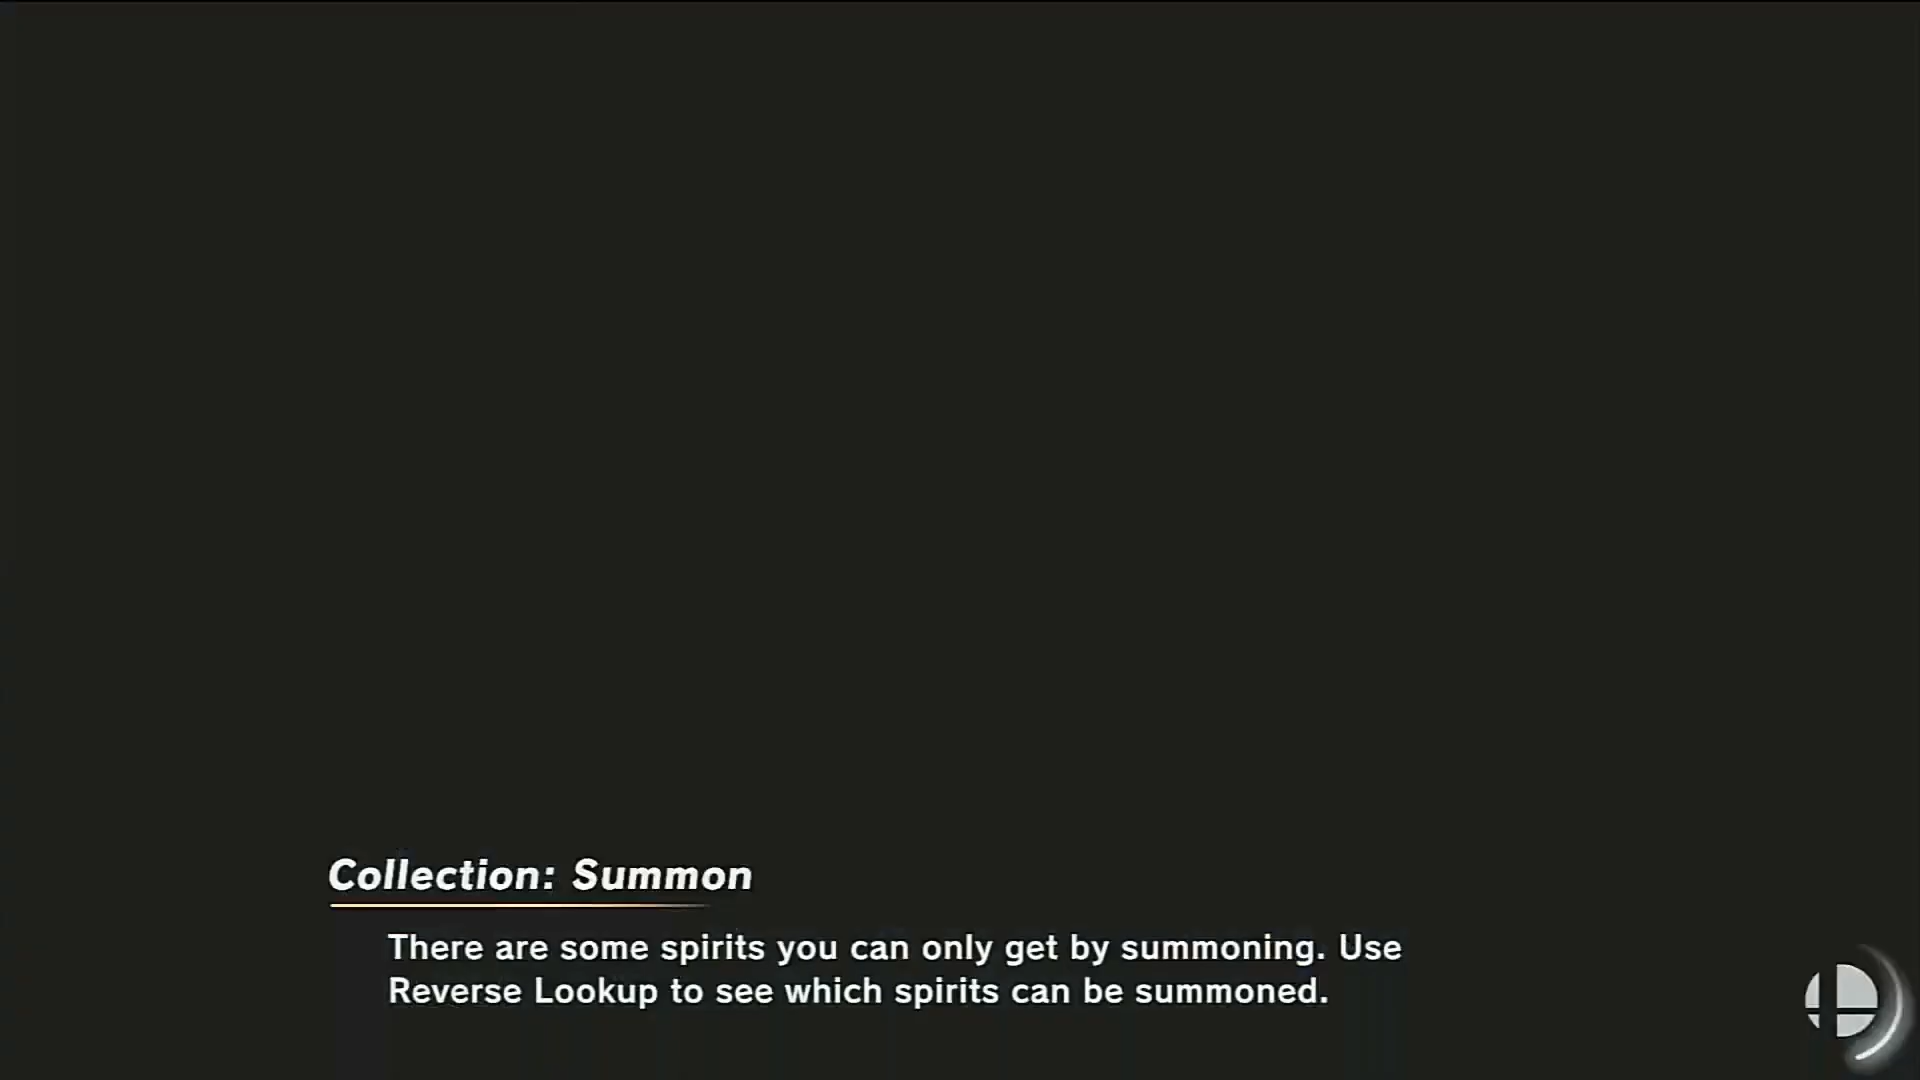 Collection: Summon
There are some spirits you can only get by summoning. Use
Reverse Lookup to see which spirits can be summoned.